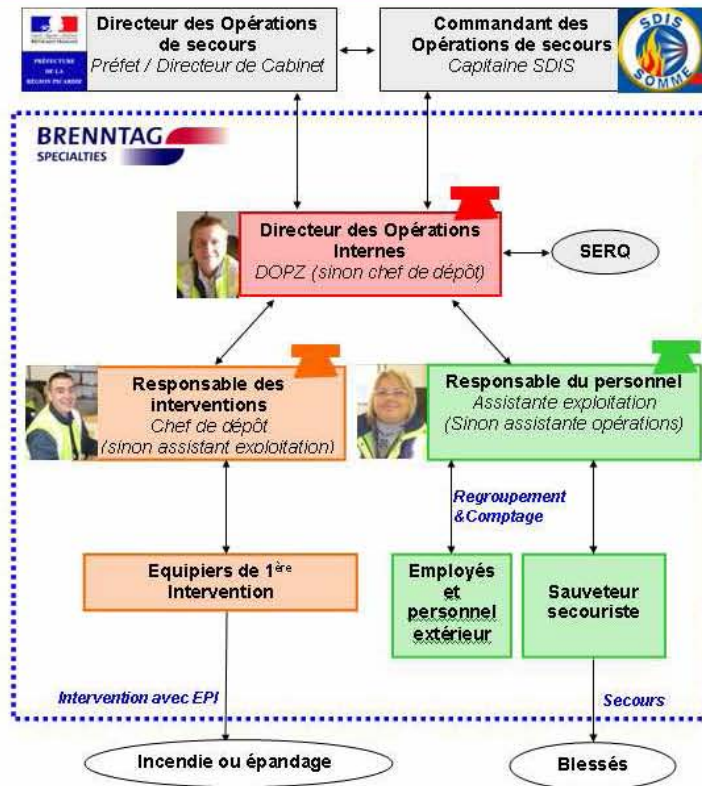 Directeur des Opérations
de secours
Préfet / Directeur de Cabinet
Commandant des
Opérations de secours
Capitaine SDIS
PRÉFECTURE
DE LA
RÉGION PICARDIE
SDIS
SOMME
BRENNTAG
SPECIALTIES
Directeur des Opérations
Internes
DOPZ (sinon chef de dépôt)
SERQ
Responsable des
interventions
Chef de dépôt
(sinon assistant exploitation)
Responsable du personnel
Assistante exploitation
(Sinon assistante opérations)
Regroupement
&Comptage
Equipiers de 1ère
Intervention
Employés
et
personnel
extérieur
Sauveteur
secouriste
Intervention avec EPI
Secours
Incendie ou épandage
Blessés